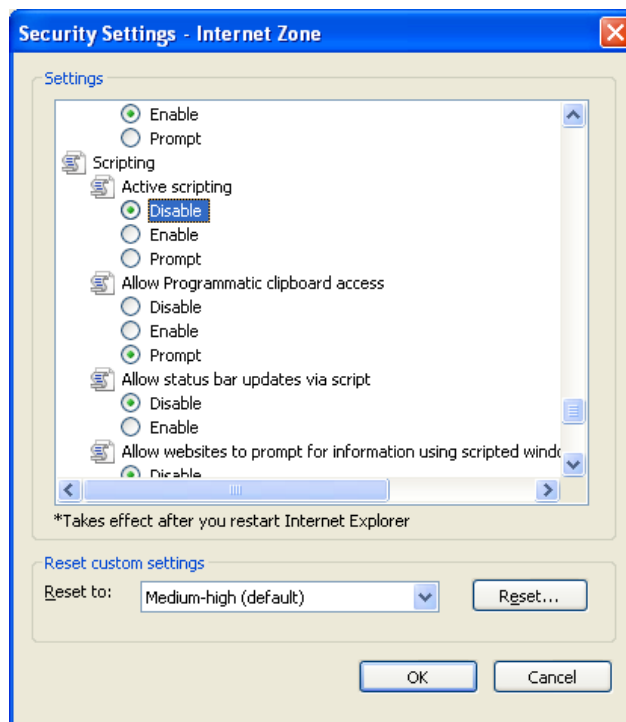 Security Settings - Internet Zone
Settings
Enable
Prompt
Scripting
Active scripting
Disable
Enable
Prompt
Allow Programmatic clipboard access
Disable
Enable
Prompt
Allow status bar updates via script
Disable
Enable
Allow websites to prompt for information using scripted windo
Disable
*Takes effect after you restart Internet Explorer
Reset custom settings
Reset to: Medium-high (default) Reset...
OK Cancel